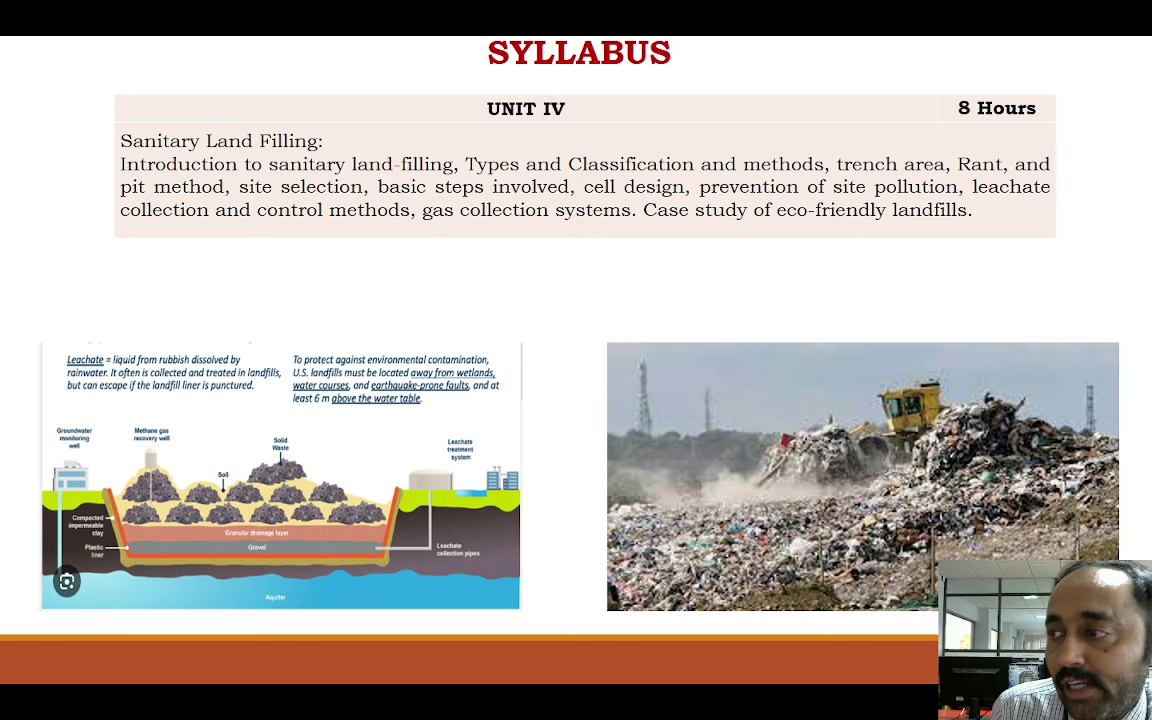 SYLLABUS
UNIT IV
8 Hours
Sanitary Land Filling:
Introduction to sanitary land-filling, Types and Classification and methods, trench area, Rant, and
pit method, site selection, basic steps involved, cell design, prevention of site pollution, leachate
collection and control methods, gas collection systems. Case study of eco-friendly landfills.
Leachate = liquid from rubbish dissolved by
rainwater. It often is collected and treated in landfills,
but can escape if the landfill liner is punctured.
To protect against environmental contamination,
U.S. landfills must be located away from wetlands,
water courses, and earthquake-prone faults, and at
least 6 m above the water table.
Groundwater
monitoring
well
Methane gas
recovery well
Solid
Waste
Soil
Leachate
treatment
system
Compacted
impermeable
clay
Plastic
liner
Granular drainage layer
Gravel
Leachate
collection pipes
Aquifer